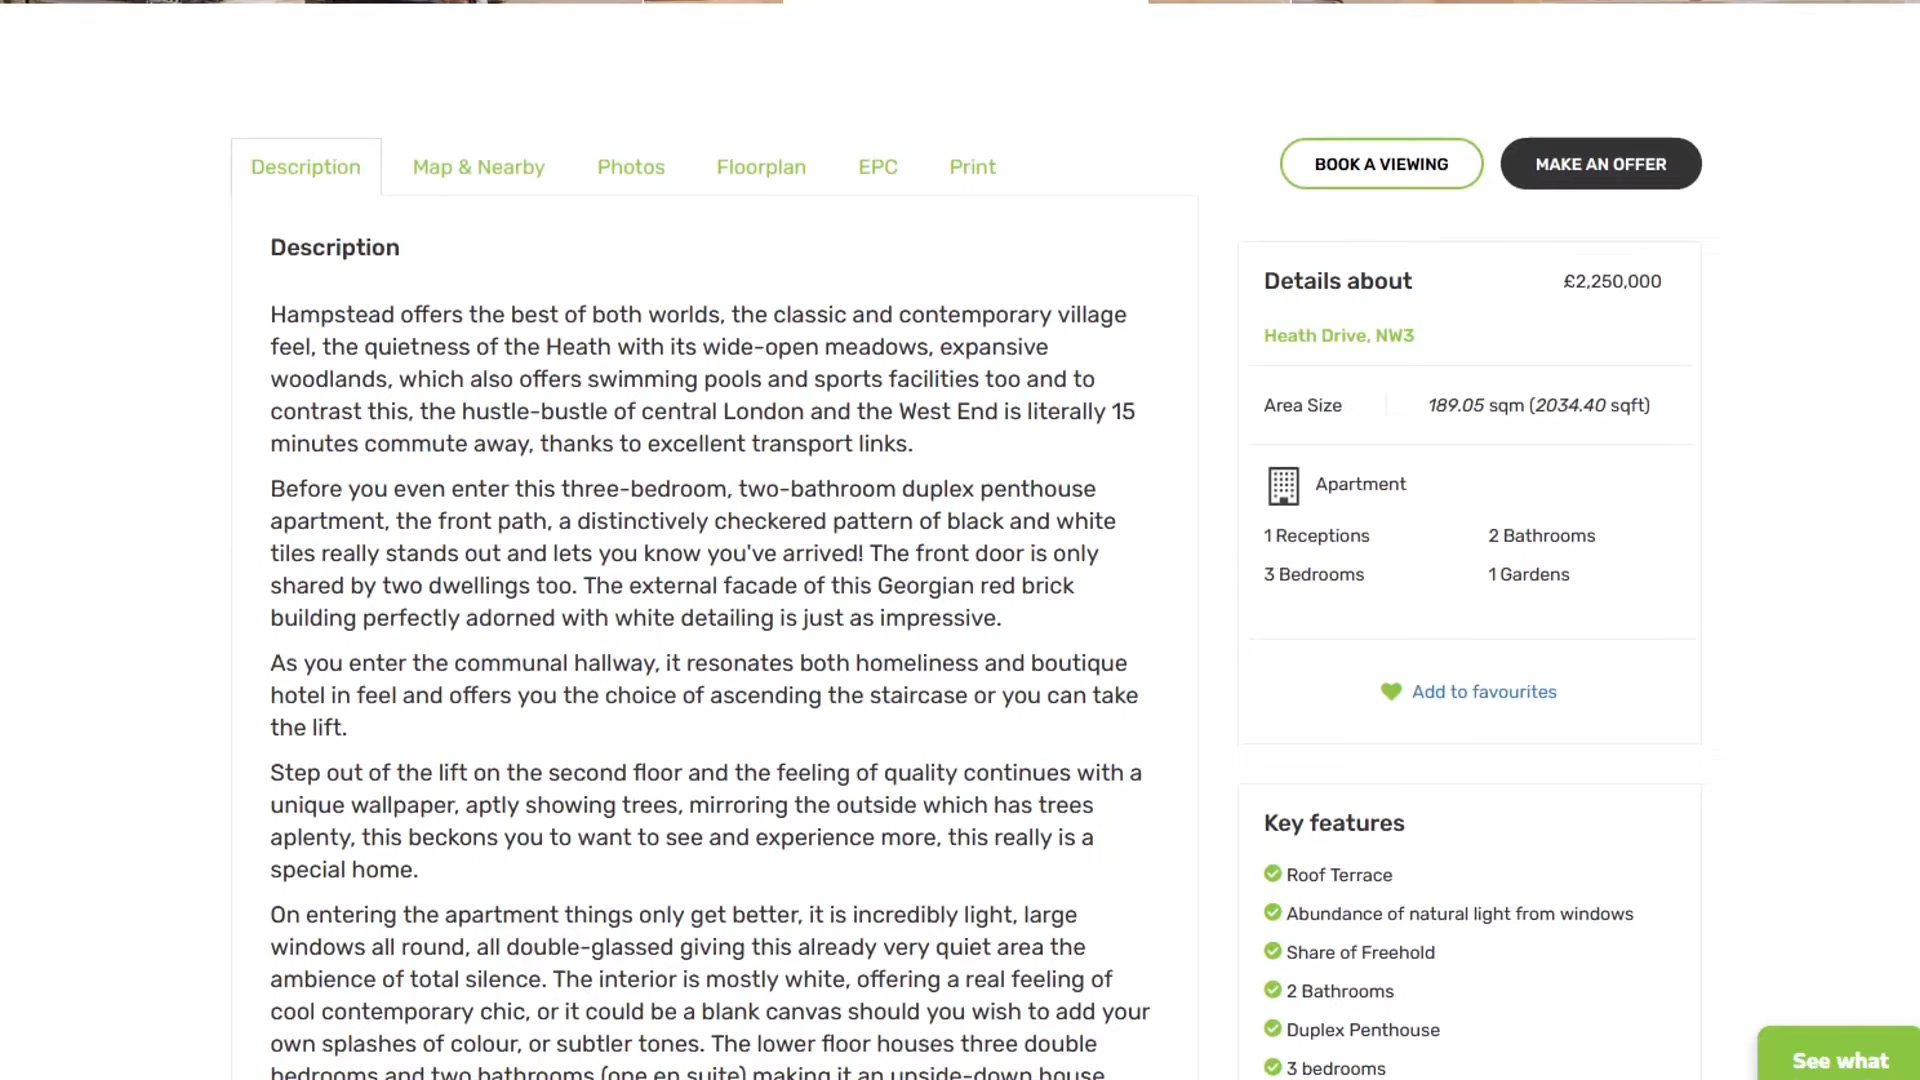 Description
Map & Nearby
Photos
Floorplan
EPC
Print
BOOK A VIEWING
MAKE AN OFFER
Description
Hampstead offers the best of both worlds, the classic and contemporary village
feel, the quietness of the Heath with its wide-open meadows, expansive
woodlands, which also offers swimming pools and sports facilities too and to
contrast this, the hustle-bustle of central London and the West End is literally 15
minutes commute away, thanks to excellent transport links.
Before you even enter this three-bedroom, two-bathroom duplex penthouse
apartment, the front path, a distinctively checkered pattern of black and white
tiles really stands out and lets you know you've arrived! The front door is only
shared by two dwellings too. The external facade of this Georgian red brick
building perfectly adorned with white detailing is just as impressive.
As you enter the communal hallway, it resonates both homeliness and boutique
hotel in feel and offers you the choice of ascending the staircase or you can take
the lift.
Step out of the lift on the second floor and the feeling of quality continues with a
unique wallpaper, aptly showing trees, mirroring the outside which has trees
aplenty, this beckons you to want to see and experience more, this really is a
special home.
On entering the apartment things only get better, it is incredibly light, large
windows all round, all double-glassed giving this already very quiet area the
ambience of total silence. The interior is mostly white, offering a real feeling of
cool contemporary chic, or it could be a blank canvas should you wish to add your
own splashes of colour, or subtler tones. The lower floor houses three double
bedrooms and two bathrooms (one en suite) making it an upside-down house
Details about
£2,250,000
Heath Drive, NW3
Area Size
189.05 sqm (2034.40 sqft)
Apartment
1 Receptions
2 Bathrooms
3 Bedrooms
1 Gardens
Add to favourites
Key features
Roof Terrace
Abundance of natural light from windows
Share of Freehold
2 Bathrooms
Duplex Penthouse
3 bedrooms
See what